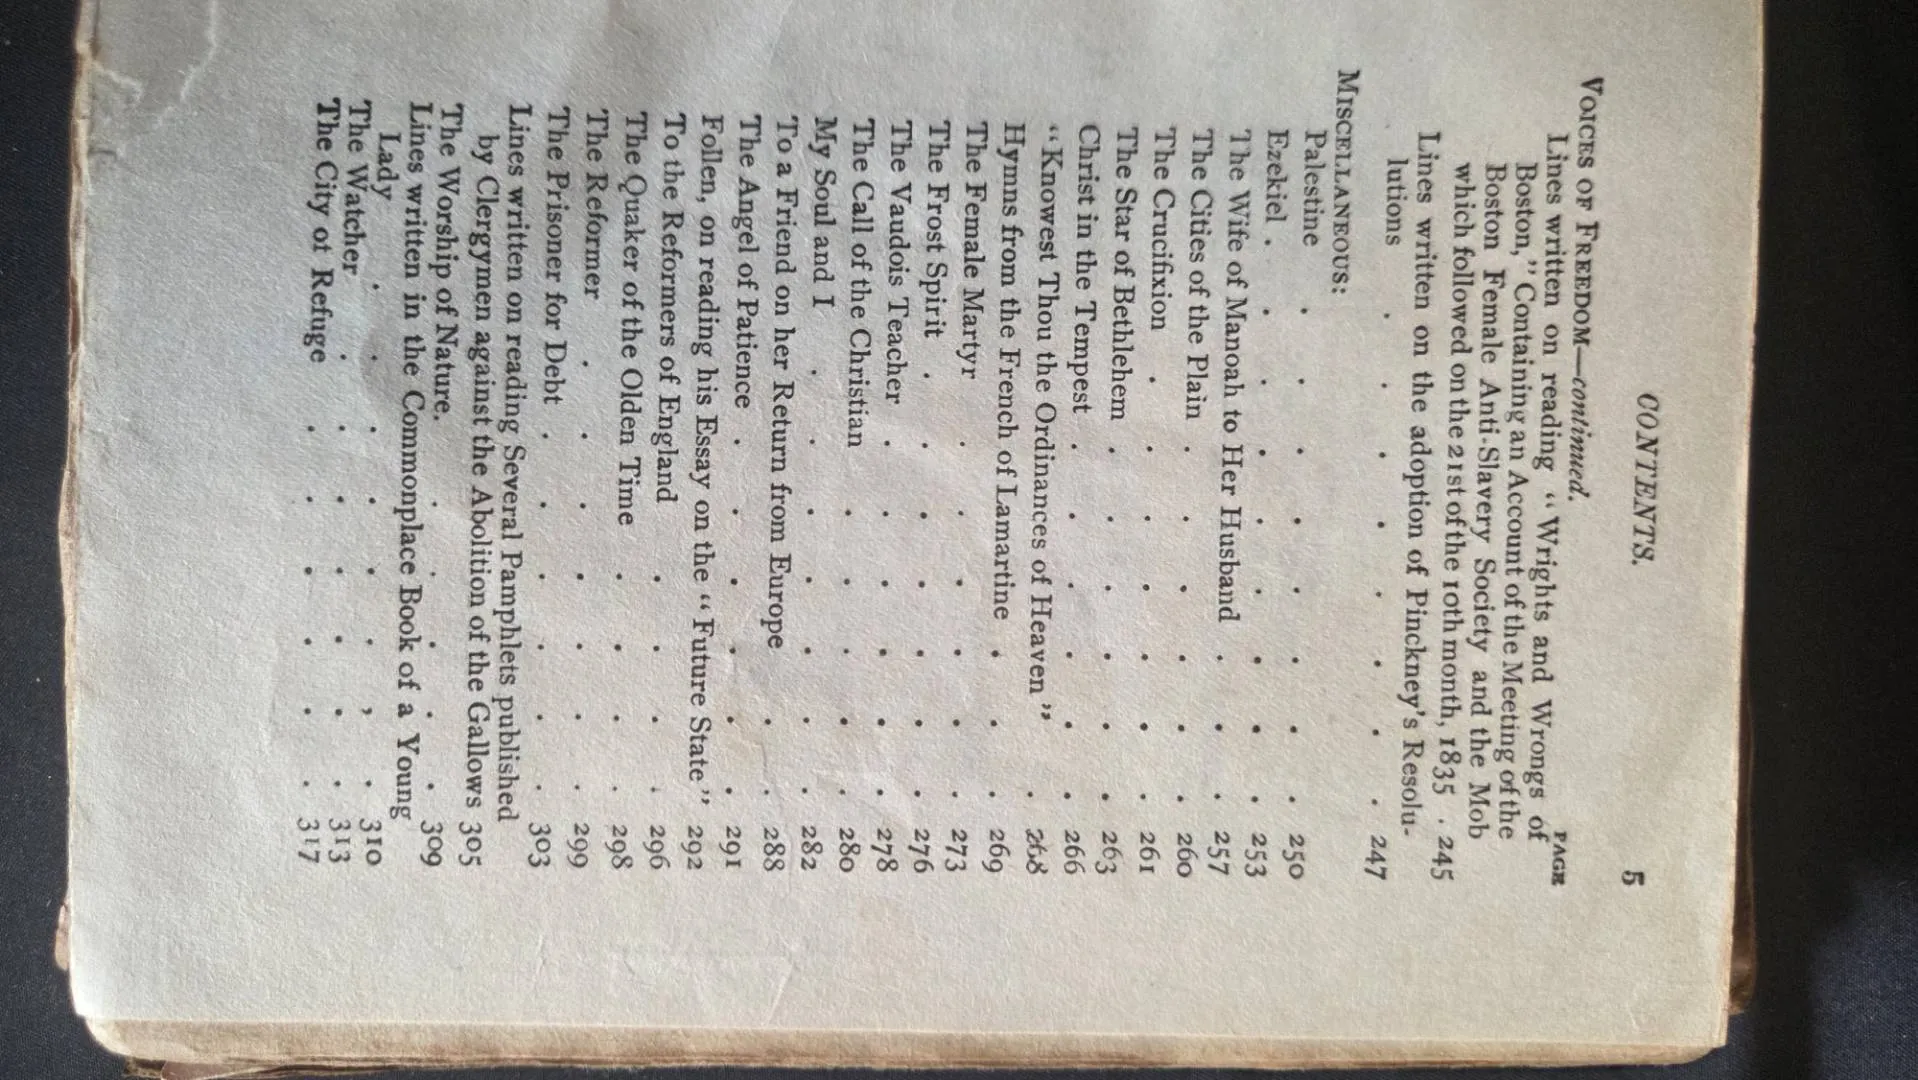 CONTENTS. 5
PAGE
VOICES OF FREEDOM—continued.
Lines written on reading "Wrights and Wrongs of
Boston," Containing an Account of the Meeting of the
Boston Female Anti-Slavery Society and the Mob
which followed on the 21st of the 10th month, 1835 . 245
Lines written on the adoption of Pinckney's Resolu-
lutions . . . . . . . . 247
MISCELLANEOUS:
Palestine . . . . . . . . 250
Ezekiel . . . . . . . . . 253
The Wife of Manoah to Her Husband . . . 257
The Cities of the Plain . . . . . . 260
The Crucifixion . . . . . . . 261
The Star of Bethlehem . . . . . . 263
Christ in the Tempest . . . . . . 266
"Knowest Thou the Ordinances of Heaven" . 268
Hymns from the French of Lamartine . . . 269
The Female Martyr . . . . . . 273
The Frost Spirit . . . . . . . 276
The Vaudois Teacher . . . . . . 278
The Call of the Christian . . . . . 280
My Soul and I . . . . . . . 282
To a Friend on her Return from Europe . . 288
The Angel of Patience . . . . . . 291
Follen, on reading his Essay on the "Future State" 292
To the Reformers of England . . . . 296
The Quaker of the Olden Time . . . . 298
The Reformer . . . . . . . 299
The Prisoner for Debt . . . . . . 303
Lines written on reading Several Pamphlets published
by Clergymen against the Abolition of the Gallows 305
The Worship of Nature. . . . . . 309
Lines written in the Commonplace Book of a Young
Lady . . . . . . , . 310
The Watcher . . . . . . . 313
The City of Refuge . . . . . . 317